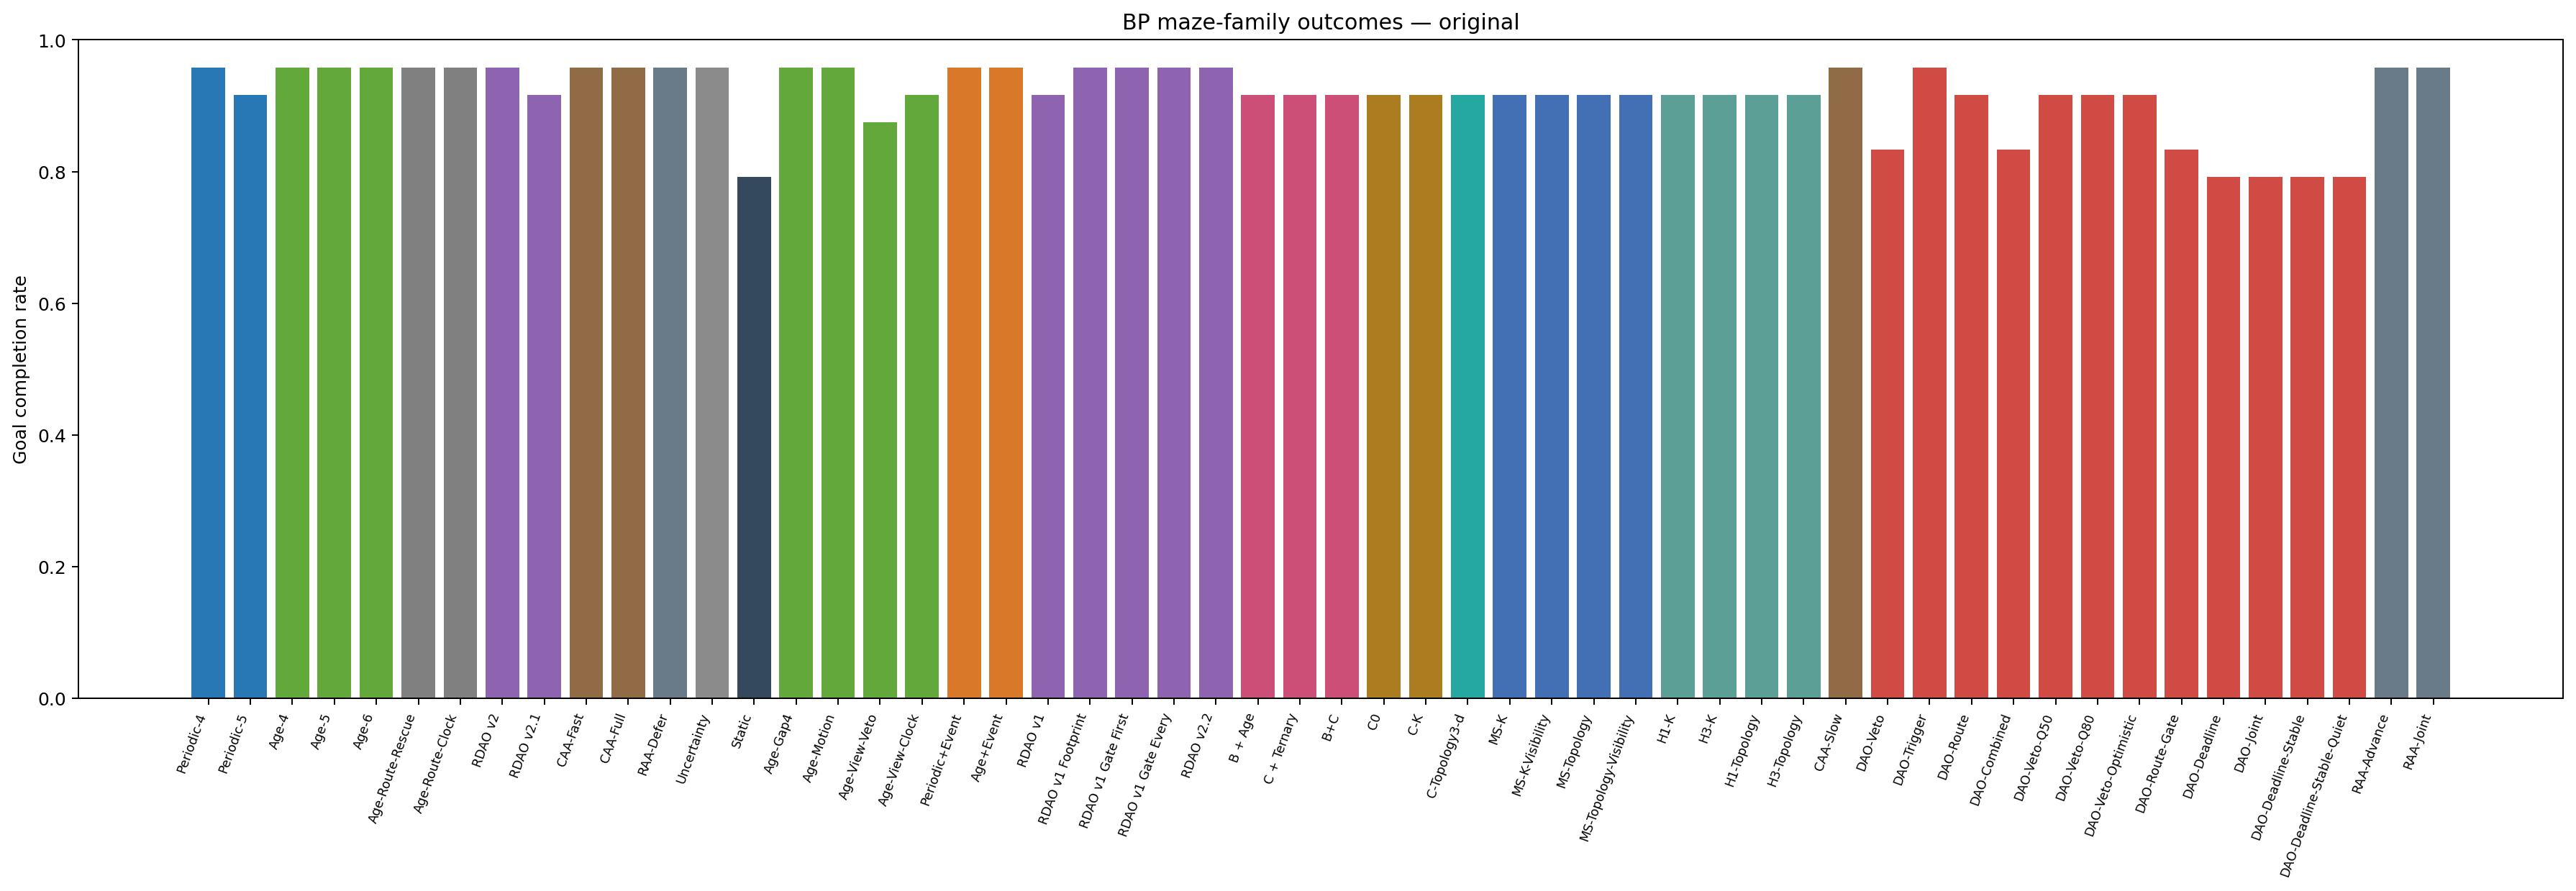 BP maze-family outcomes — original
Goal completion rate
1.0
0.8
0.6
0.4
0.2
0.0
Periodic-4
Periodic-5
Age-4
Age-5
Age-6
Age-Route-Rescue
Age-Route-Clock
RDAO v2
RDAO v2.1
CAA-Fast
CAA-Full
RAA-Defer
Uncertainty
Static
Age-Gap4
Age-Motion
Age-View-Veto
Age-View-Clock
Periodic+Event
Age+Event
RDAO v1
RDAO v1 Footprint
RDAO v1 Gate First
RDAO v1 Gate Every
RDAO v2.2
B + Age
C + Ternary
B+C
C0
C-K
C-Topology3-d
MS-K
MS-K-Visibility
MS-Topology
MS-Topology-Visibility
H1-K
H3-K
H1-Topology
H3-Topology
CAA-Slow
DAO-Veto
DAO-Trigger
DAO-Route
DAO-Combined
DAO-Veto-Q50
DAO-Veto-Q80
DAO-Veto-Optimistic
DAO-Route-Gate
DAO-Deadline
DAO-Joint
DAO-Deadline-Stable
DAO-Deadline-Stable-Quiet
RAA-Advance
RAA-Joint